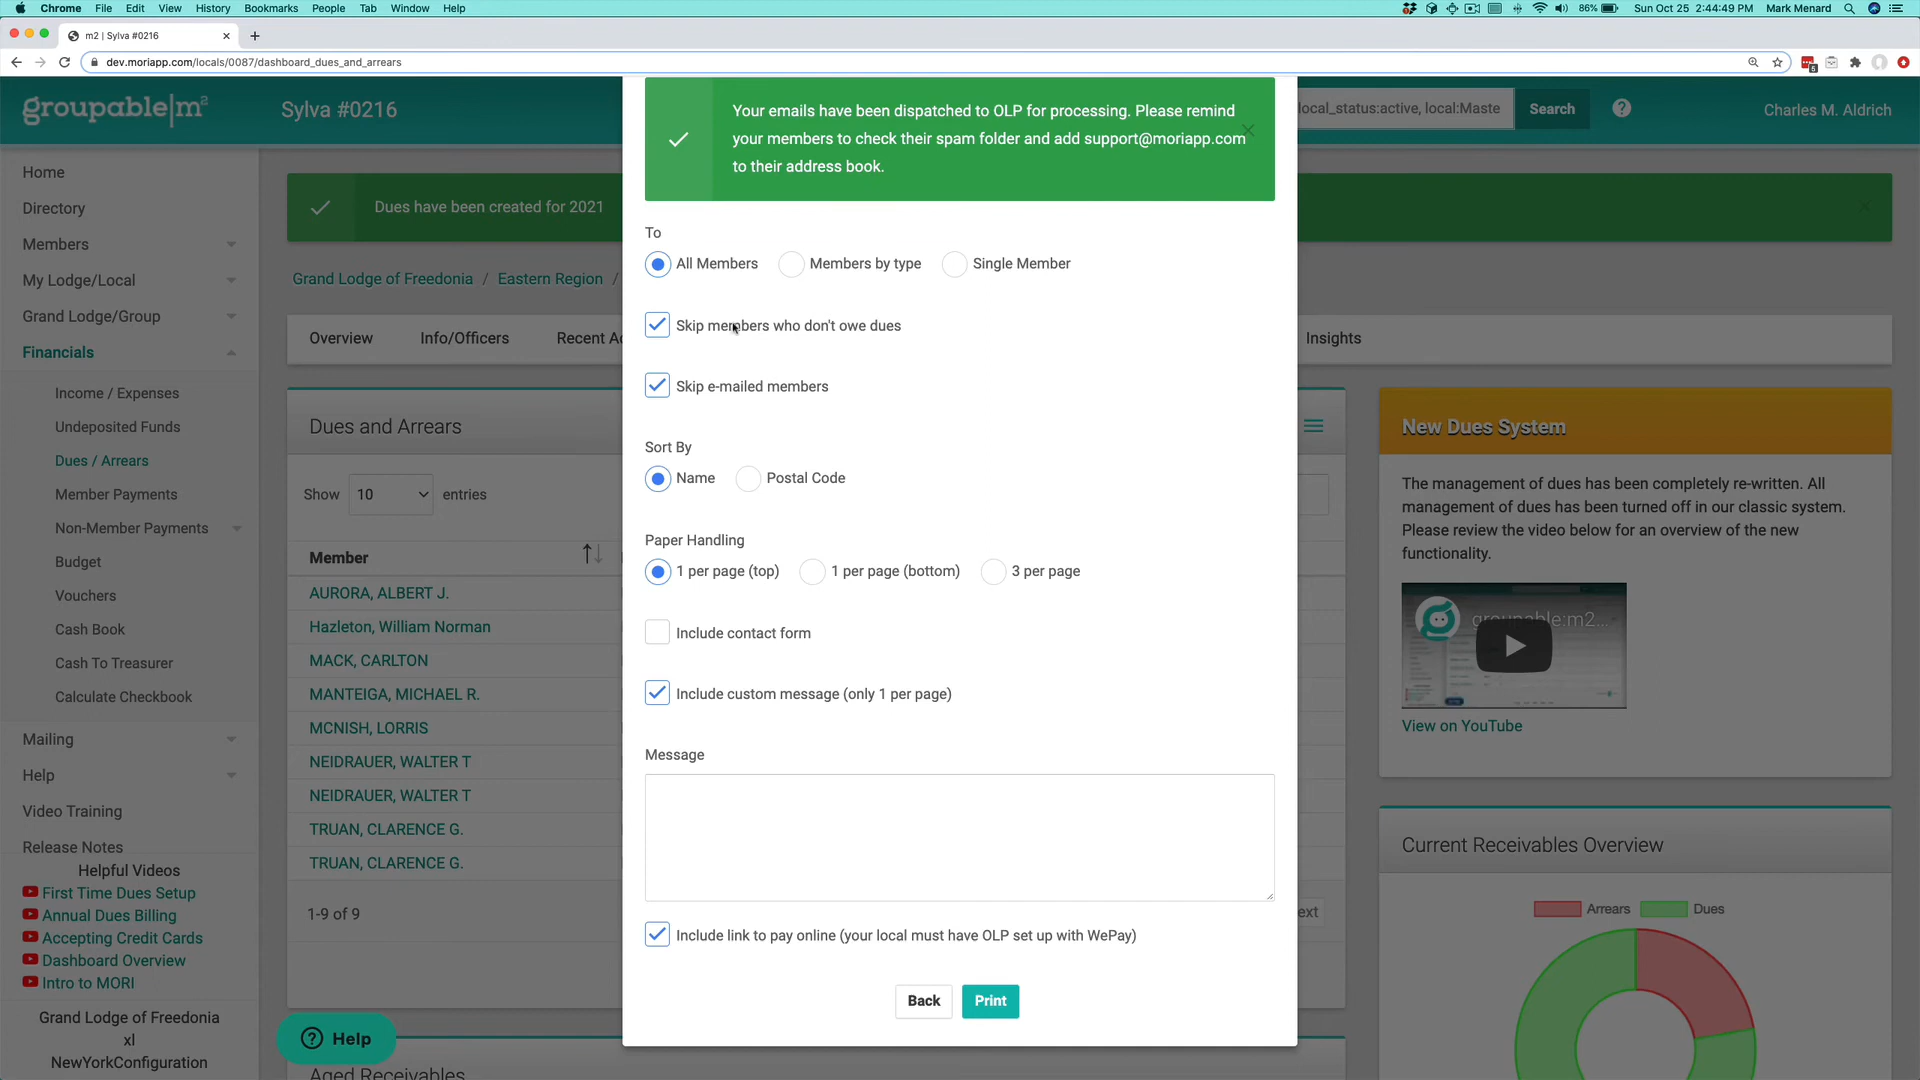 Chrome File Edit View History Bookmarks People Tab Window Help
86% Sun Oct 25 2:44:49 PM Mark Menard
m2 | Sylva #0216
dev.moriapp.com/locals/0087/dashboard_dues_and_arrears
groupable|m²
Sylva #0216
local_status:active, local:Maste
Search
Charles M. Aldrich
Home
Directory
Members
My Lodge/Local
Grand Lodge/Group
Financials
Income / Expenses
Undeposited Funds
Dues / Arrears
Member Payments
Non-Member Payments
Budget
Vouchers
Cash Book
Cash To Treasurer
Calculate Checkbook
Mailing
Help
Video Training
Release Notes
Helpful Videos
First Time Dues Setup
Annual Dues Billing
Accepting Credit Cards
Dashboard Overview
Intro to MORI
Grand Lodge of Freedonia
xl
NewYorkConfiguration
Dues have been created for 2021
Grand Lodge of Freedonia / Eastern Region /
Overview
Info/Officers
Recent Ac
Insights
Dues and Arrears
Show 10 entries
Member
AURORA, ALBERT J.
Hazleton, William Norman
MACK, CARLTON
MANTEIGA, MICHAEL R.
MCNISH, LORRIS
NEIDRAUER, WALTER T
NEIDRAUER, WALTER T
TRUAN, CLARENCE G.
TRUAN, CLARENCE G.
1-9 of 9
ext
Help
Aged Receivables
Your emails have been dispatched to OLP for processing. Please remind
your members to check their spam folder and add support@moriapp.com
to their address book.
To
All Members Members by type Single Member
Skip members who don't owe dues
Skip e-mailed members
Sort By
Name Postal Code
Paper Handling
1 per page (top) 1 per page (bottom) 3 per page
Include contact form
Include custom message (only 1 per page)
Message
Include link to pay online (your local must have OLP set up with WePay)
Back Print
New Dues System
The management of dues has been completely re-written. All
management of dues has been turned off in our classic system.
Please review the video below for an overview of the new
functionality.
groupable:m2...
View on YouTube
Current Receivables Overview
Arrears Dues